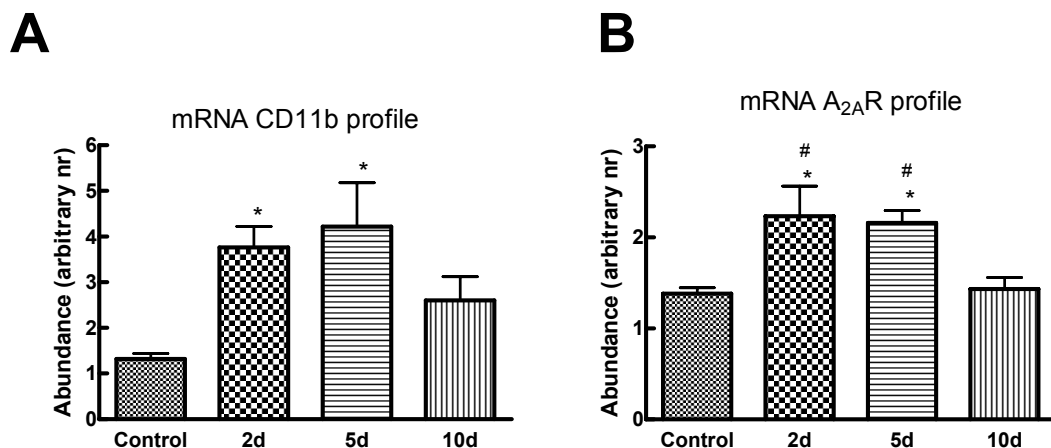 A
mRNA CD11b profile
Abundance (arbitrary nr)
6
5
4
3
2
1
0
*
*
Control 2d 5d 10d
B
mRNA A2AR profile
Abundance (arbitrary nr)
3
2
1
0
# #
* *
Control 2d 5d 10d